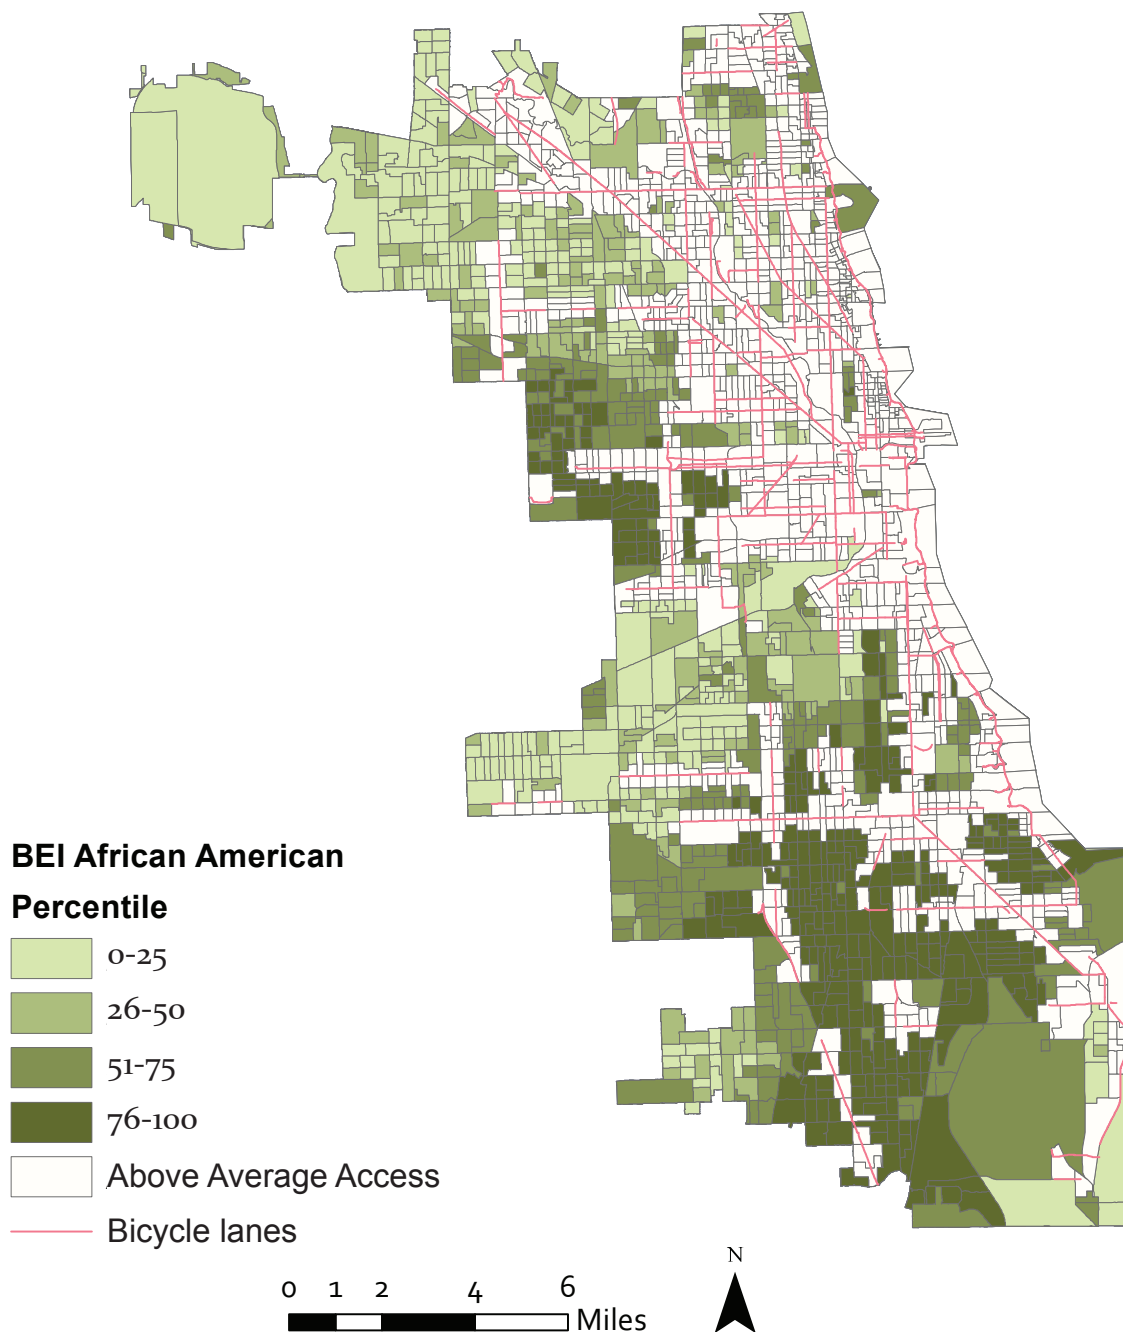 BEI African American
Percentile
0-25
26-50
51-75
76-100
Above Average Access
Bicycle lanes
0 1 2 4 6
Miles
N